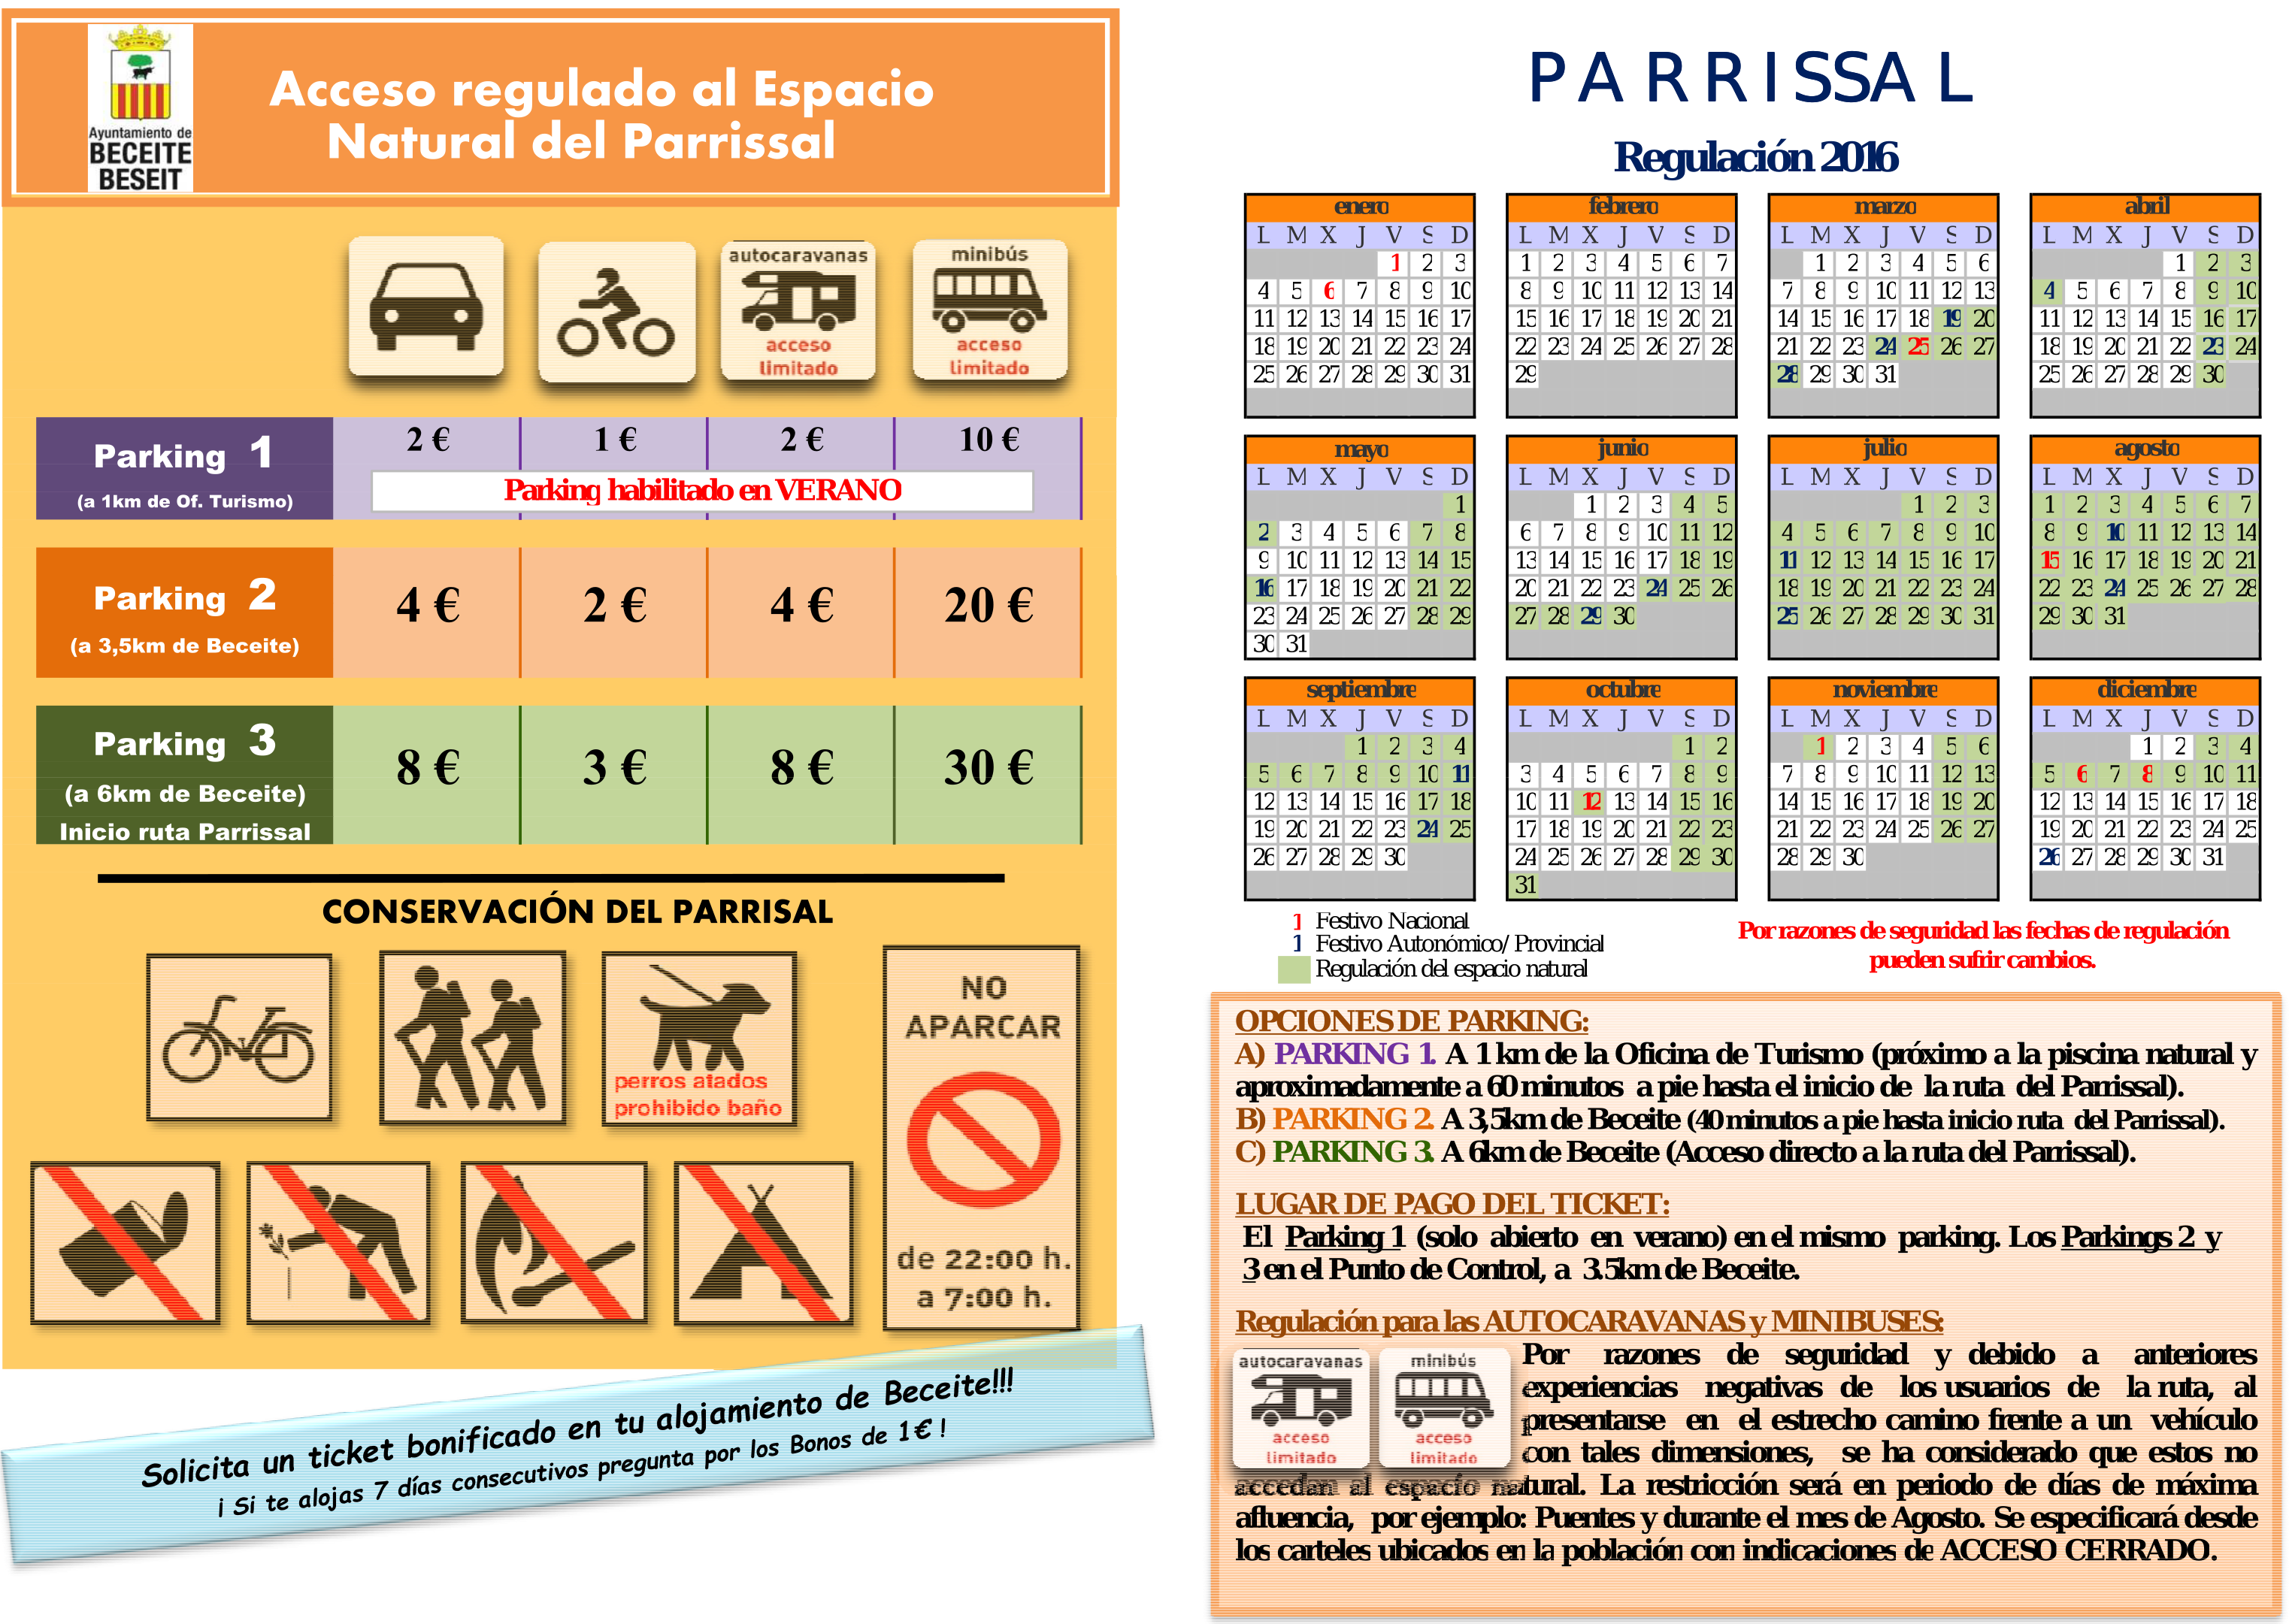 Ayuntamiento de
BECEITE
BESEIT
Acceso regulado al Espacio
Natural del Parrissal
autocaravanas
acceso
limitado
minibús
acceso
limitado
Parking 1
(a 1km de Of. Turismo)
2 € 1 € 2 € 10 €
Parking habilitado en VERANO
Parking 2
(a 3,5km de Beceite)
4 € 2 € 4 € 20 €
Parking 3
(a 6km de Beceite)
Inicio ruta Parrissal
8 € 3 € 8 € 30 €
CONSERVACIÓN DEL PARRISAL
perros atados
prohibido baño
NO
APARCAR
de 22:00 h.
a 7:00 h.
Solicita un ticket bonificado en tu alojamiento de Beceite!!!
¡ Si te alojas 7 días consecutivos pregunta por los Bonos de 1€ !
PARRISSAL
Regulación 2016
enero
L M X J V S D
1 2 3
4 5 6 7 8 9 10
11 12 13 14 15 16 17
18 19 20 21 22 23 24
25 26 27 28 29 30 31
febrero
L M X J V S D
1 2 3 4 5 6 7
8 9 10 11 12 13 14
15 16 17 18 19 20 21
22 23 24 25 26 27 28
29
marzo
L M X J V S D
1 2 3 4 5 6
7 8 9 10 11 12 13
14 15 16 17 18 19 20
21 22 23 24 25 26 27
28 29 30 31
abril
L M X J V S D
1 2 3
4 5 6 7 8 9 10
11 12 13 14 15 16 17
18 19 20 21 22 23 24
25 26 27 28 29 30
mayo
L M X J V S D
1
2 3 4 5 6 7 8
9 10 11 12 13 14 15
16 17 18 19 20 21 22
23 24 25 26 27 28 29
30 31
junio
L M X J V S D
1 2 3 4 5
6 7 8 9 10 11 12
13 14 15 16 17 18 19
20 21 22 23 24 25 26
27 28 29 30
julio
L M X J V S D
1 2 3
4 5 6 7 8 9 10
11 12 13 14 15 16 17
18 19 20 21 22 23 24
25 26 27 28 29 30 31
agosto
L M X J V S D
1 2 3 4 5 6 7
8 9 10 11 12 13 14
15 16 17 18 19 20 21
22 23 24 25 26 27 28
29 30 31
septiembre
L M X J V S D
1 2 3 4
5 6 7 8 9 10 11
12 13 14 15 16 17 18
19 20 21 22 23 24 25
26 27 28 29 30
octubre
L M X J V S D
1 2
3 4 5 6 7 8 9
10 11 12 13 14 15 16
17 18 19 20 21 22 23
24 25 26 27 28 29 30
31
noviembre
L M X J V S D
1 2 3 4 5 6
7 8 9 10 11 12 13
14 15 16 17 18 19 20
21 22 23 24 25 26 27
28 29 30
diciembre
L M X J V S D
1 2 3 4
5 6 7 8 9 10 11
12 13 14 15 16 17 18
19 20 21 22 23 24 25
26 27 28 29 30 31
1 Festivo Nacional
1 Festivo Autonómico/Provincial
Regulación del espacio natural
Por razones de seguridad las fechas de regulación
pueden sufrir cambios.
OPCIONES DE PARKING:
A) PARKING 1. A 1km de la Oficina de Turismo (próximo a la piscina natural y
aproximadamente a 60 minutos a pie hasta el inicio de la ruta del Parrissal).
B) PARKING 2. A 3,5km de Beceite (40 minutos a pie hasta inicio ruta del Parrissal).
C) PARKING 3. A 6km de Beceite (Acceso directo a la ruta del Parrissal).
LUGAR DE PAGO DEL TICKET:
El Parking 1 (solo abierto en verano) en el mismo parking. Los Parkings 2 y
3 en el Punto de Control, a 3.5km de Beceite.
Regulación para las AUTOCARAVANAS y MINIBUSES:
autocaravanas
acceso
limitado
minibús
acceso
limitado
Por razones de seguridad y debido a anteriores
experiencias negativas de los usuarios de la ruta, al
presentarse en el estrecho camino frente a un vehículo
con tales dimensiones, se ha considerado que estos no
accedan al espacio natural. La restricción será en periodo de días de máxima
afluencia, por ejemplo: Puentes y durante el mes de Agosto. Se especificará desde
los carteles ubicados en la población con indicaciones de ACCESO CERRADO.